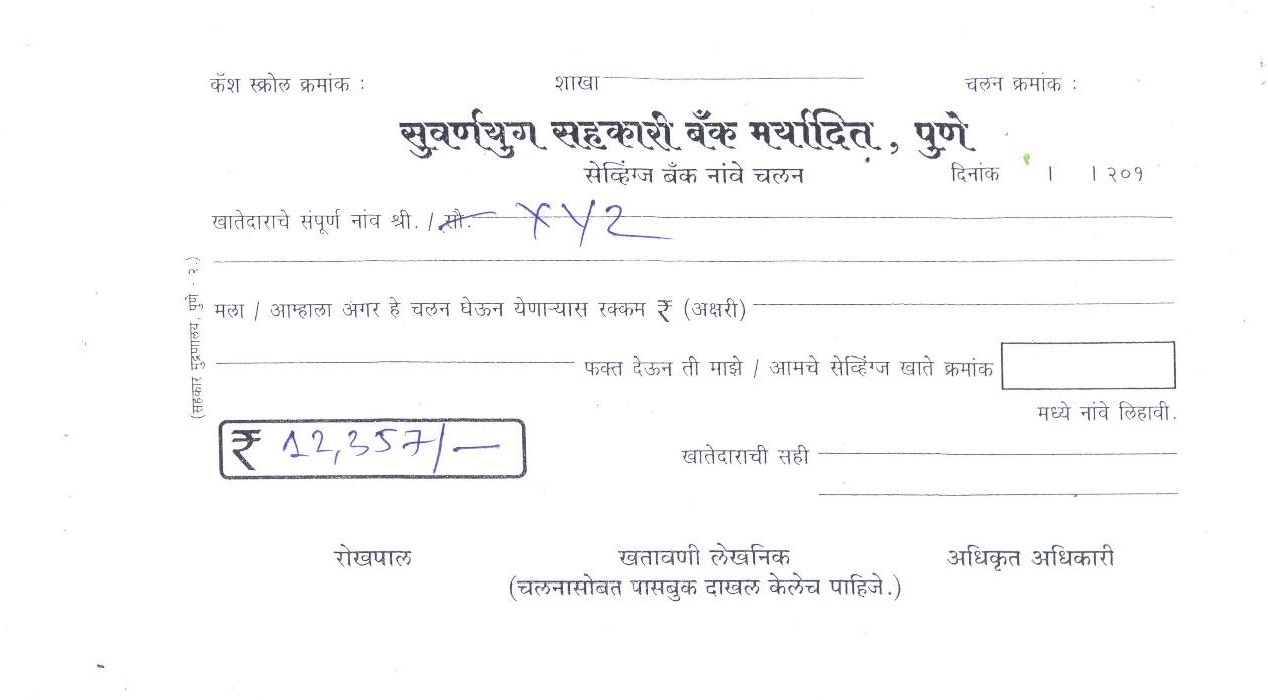 कॅश स्क्रोल क्रमांक : शाखा चलन क्रमांक :
सुवर्णयुग सहकारी बँक मर्यादित, पुणे
सेव्हिंग्ज बँक नांवे चलन दिनांक । । २०१
खातेदाराचे संपूर्ण नांव श्री. / सौ. XYZ
मला / आम्हाला अगर हे चलन घेऊन येणाऱ्यास रक्कम ₹ (अक्षरी)
फक्त देऊन ती माझे / आमचे सेव्हिंग्ज खाते क्रमांक
मध्ये नांवे लिहावी.
₹ 12,357/—
खातेदाराची सही
रोखपाल खतावणी लेखनिक अधिकृत अधिकारी
(चलनासोबत पासबुक दाखल केलेच पाहिजे.)
(सहकार मुद्रणालय, पुणे - २.)